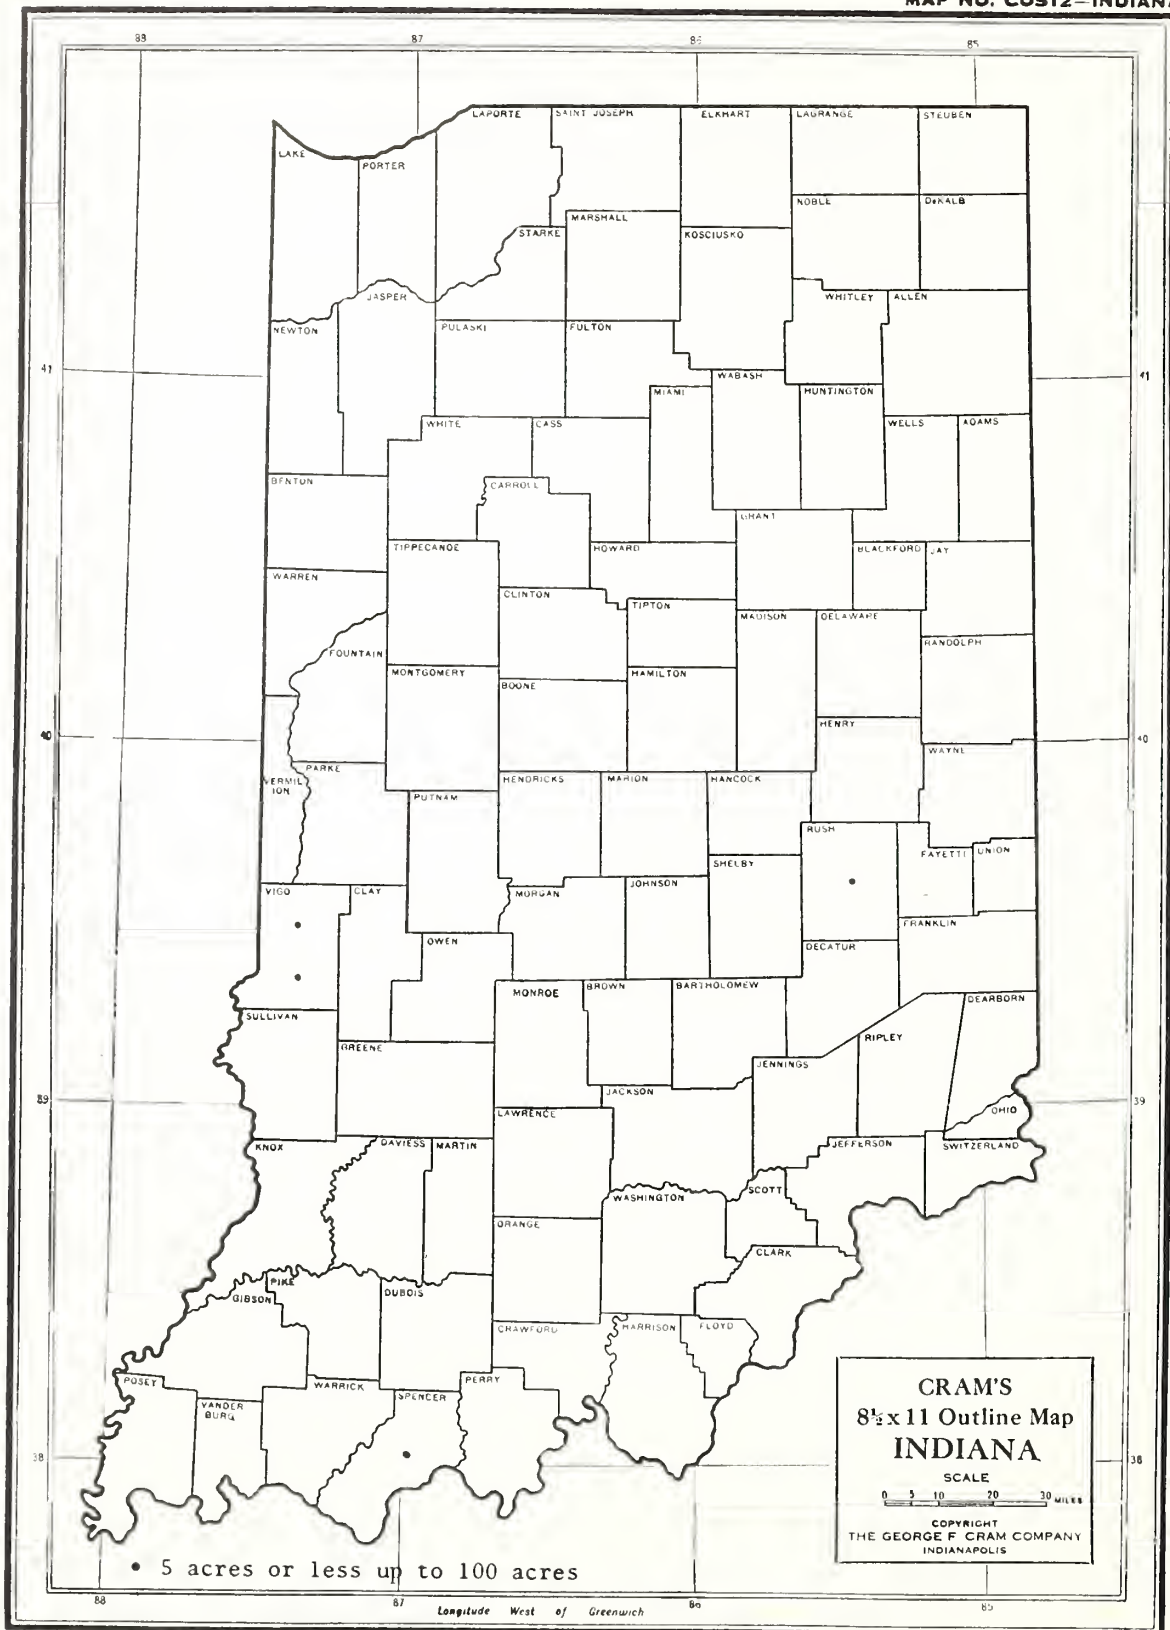 MAP NO. COS12—INDIANA
88 87 86 85
LAPORTE SAINT JOSEPH ELKHART LAGRANGE STEUBEN
LAKE PORTER
NOBLE DeKALB
MARSHALL
STARKE KOSCIUSKO
JASPER WHITLEY ALLEN
NEWTON PULASKI FULTON
41 41
WABASH
MIAMI HUNTINGTON
WHITE CASS WELLS ADAMS
BENTON CARROLL
GRANT
TIPPECANOE HOWARD BLACKFORD JAY
WARREN
CLINTON TIPTON
MADISON DELAWARE
RANDOLPH
FOUNTAIN
MONTGOMERY BOONE HAMILTON
HENRY
40 40
WAYNE
PARKE
VERMIL
ION
HENDRICKS MARION HANCOCK
PUTNAM
RUSH
FAYETTE UNION
SHELBY
VIGO CLAY MORGAN JOHNSON
FRANKLIN
OWEN DECATUR
MONROE BROWN BARTHOLOMEW
DEARBORN
SULLIVAN
RIPLEY
GREENE
JENNINGS
JACKSON
39 39
LAWRENCE OHIO
KNOX DAVIESS MARTIN JEFFERSON SWITZERLAND
SCOTT
WASHINGTON
ORANGE
CLARK
PIKE
DUBOIS
GIBSON
CRAWFORD HARRISON FLOYD
POSEY WARRICK PERRY
SPENCER
VANDER
BURG
38 38
CRAM'S
8½x11 Outline Map
INDIANA
SCALE
0 5 10 20 30 MILES
COPYRIGHT
THE GEORGE F CRAM COMPANY
INDIANAPOLIS
• 5 acres or less up to 100 acres
88 87 86 85
Longitude West of Greenwich